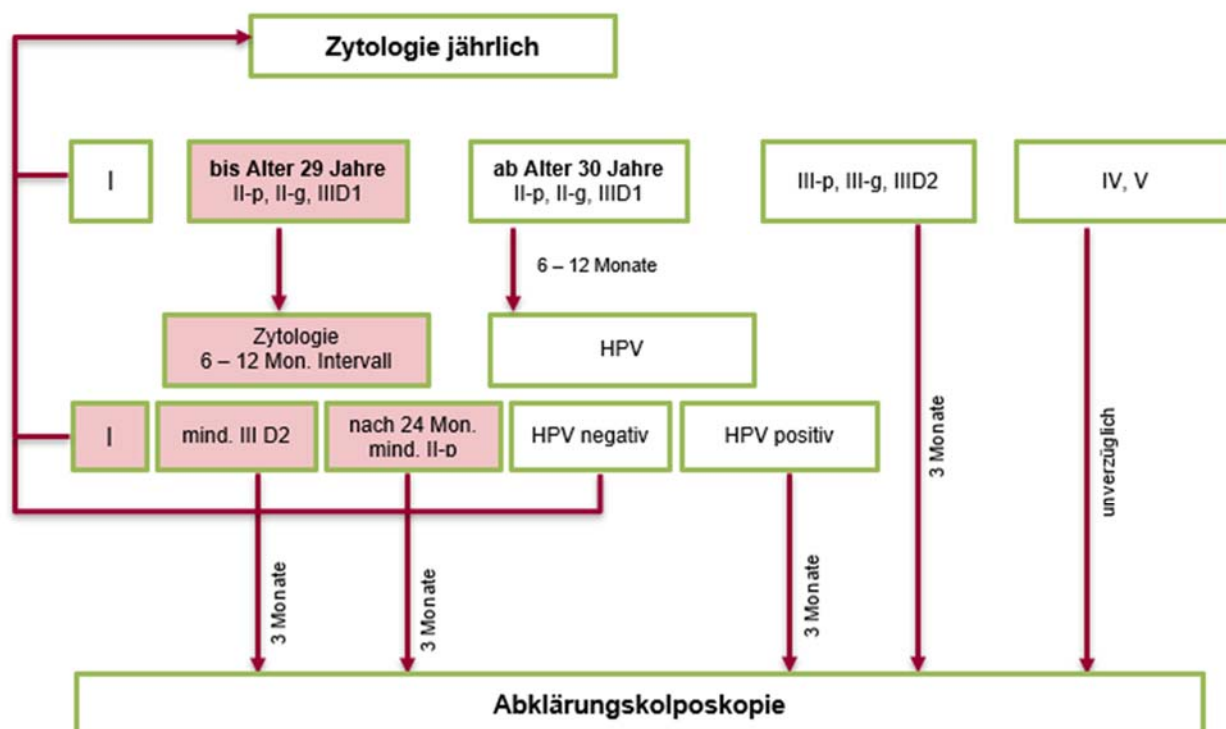 Zytologie jährlich
I
bis Alter 29 Jahre
II-p, II-g, IIID1
ab Alter 30 Jahre
II-p, II-g, IIID1
III-p, III-g, IIID2
IV, V
6 – 12 Monate
Zytologie
6 – 12 Mon. Intervall
HPV
I
mind. III D2
nach 24 Mon.
mind. II-p
HPV negativ
HPV positiv
3 Monate
unverzüglich
3 Monate
3 Monate
3 Monate
Abklärungskolposkopie